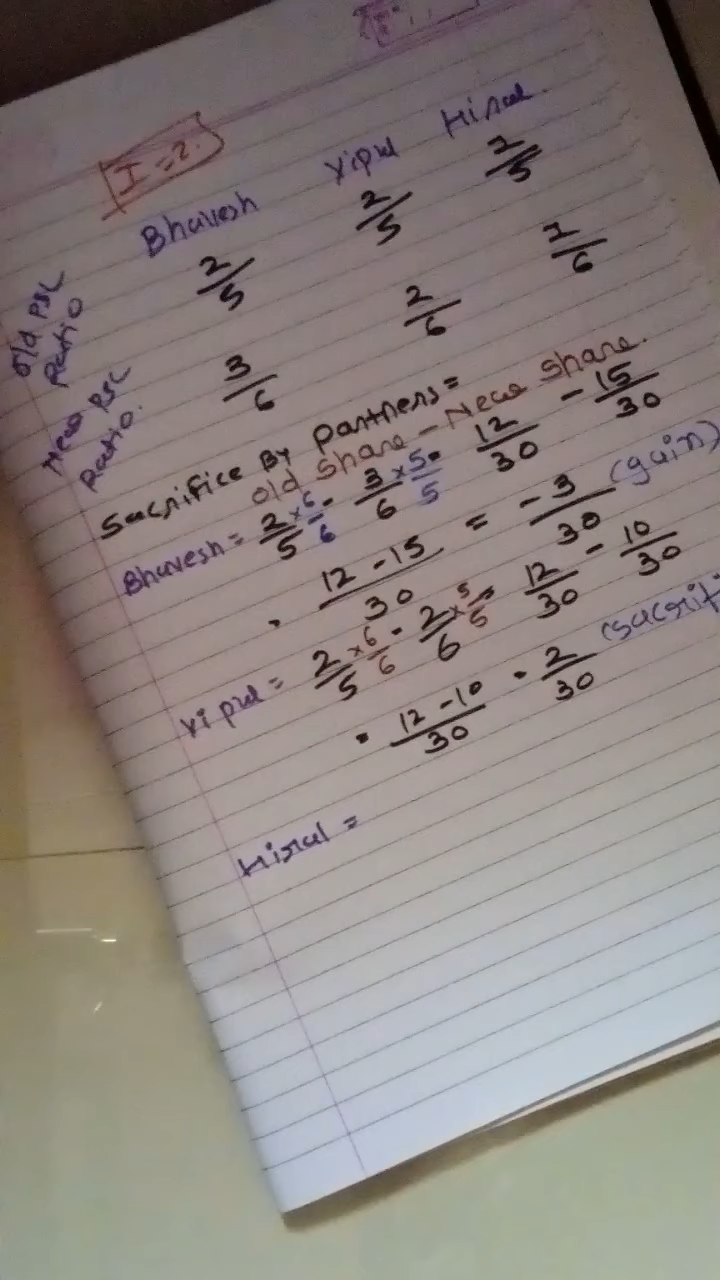 I = 2.
Bhavesh Vipul Hiral.
Old PSC Ratio 2/5 2/5 1/5
New PSC Ratio. 3/6 2/6 1/6
Sacrifice By partners =
Old share - New share.
Bhavesh = 2/5 × 6/6 - 3/6 × 5/5 = 12/30 - 15/30
= 12 - 15/30 = -3/30 (gain)
Vipul = 2/5 × 6/6 - 2/6 × 5/5 = 12/30 - 10/30
= 12 - 10/30 = 2/30
Hiral =